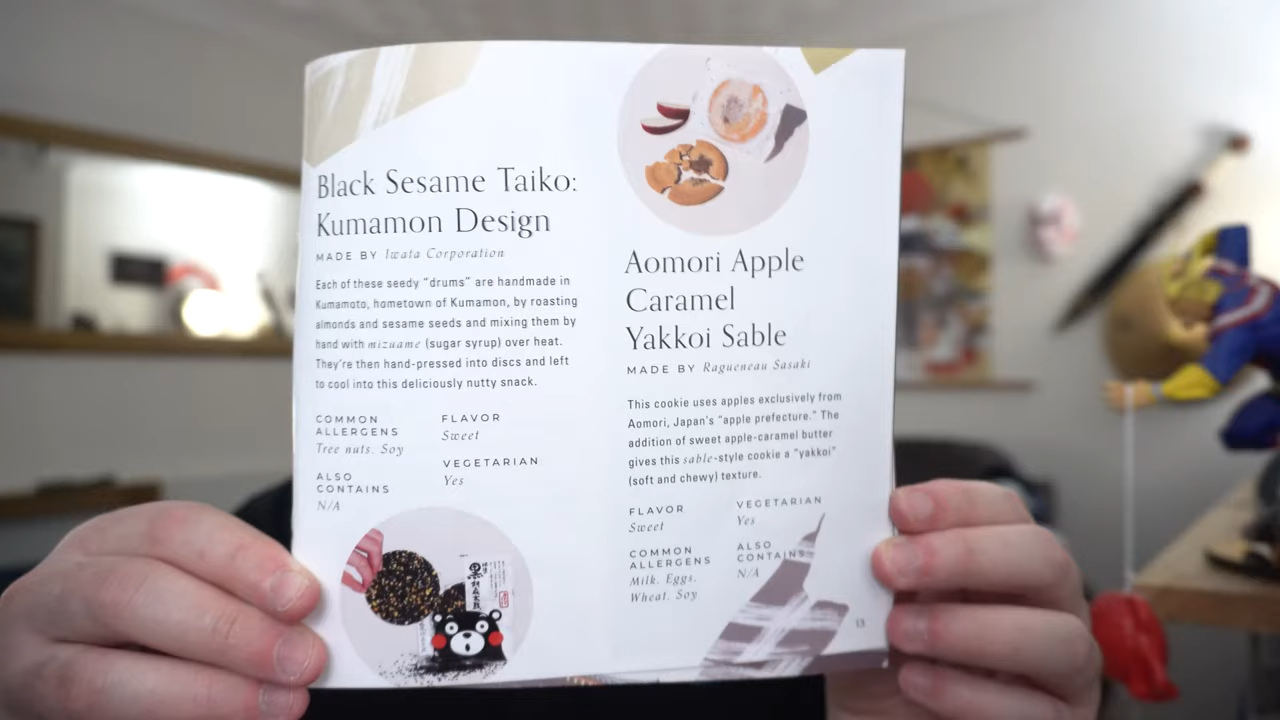 Black Sesame Taiko:
Kumamon Design
MADE BY Iwata Corporation
Each of these seedy “drums” are handmade in
Kumamoto, hometown of Kumamon, by roasting
almonds and sesame seeds and mixing them by
hand with mizuame (sugar syrup) over heat.
They’re then hand-pressed into discs and left
to cool into this deliciously nutty snack.
COMMON
ALLERGENS
Tree nuts. Soy
ALSO
CONTAINS
N/A
FLAVOR
Sweet
VEGETARIAN
Yes
黒
Aomori Apple
Caramel
Yakkoi Sable
MADE BY Ragueneau Sasaki
This cookie uses apples exclusively from
Aomori, Japan’s “apple prefecture.” The
addition of sweet apple-caramel butter
gives this sable-style cookie a “yakkoi”
(soft and chewy) texture.
FLAVOR
Sweet
VEGETARIAN
Yes
COMMON
ALLERGENS
Milk. Eggs.
Wheat. Soy
ALSO
CONTAINS
N/A
13